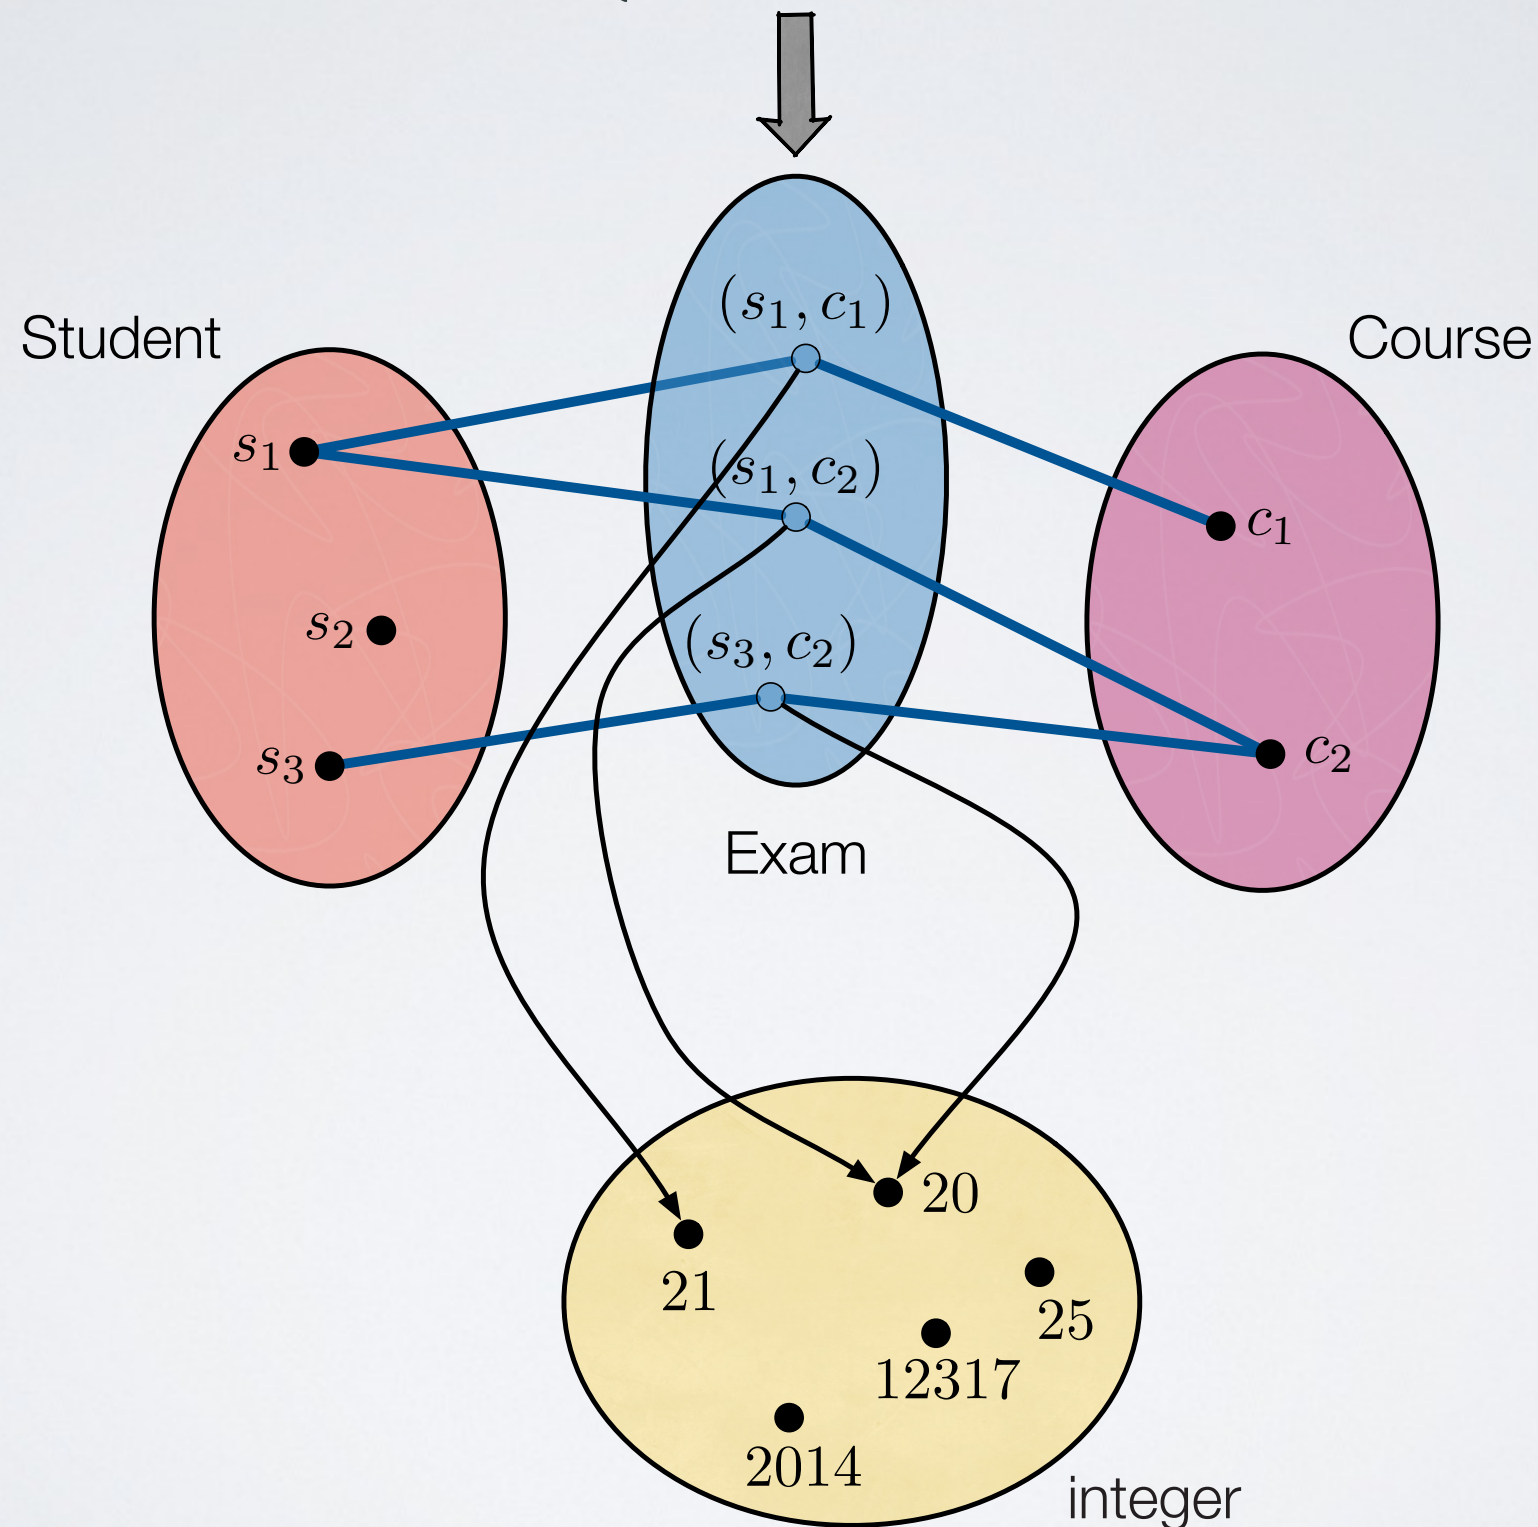 Student
Course
(s₁, c₁)
s₁
(s₁, c₂)
c₁
s₂
(s₃, c₂)
s₃
c₂
Exam
20
21
25
12317
2014
integer